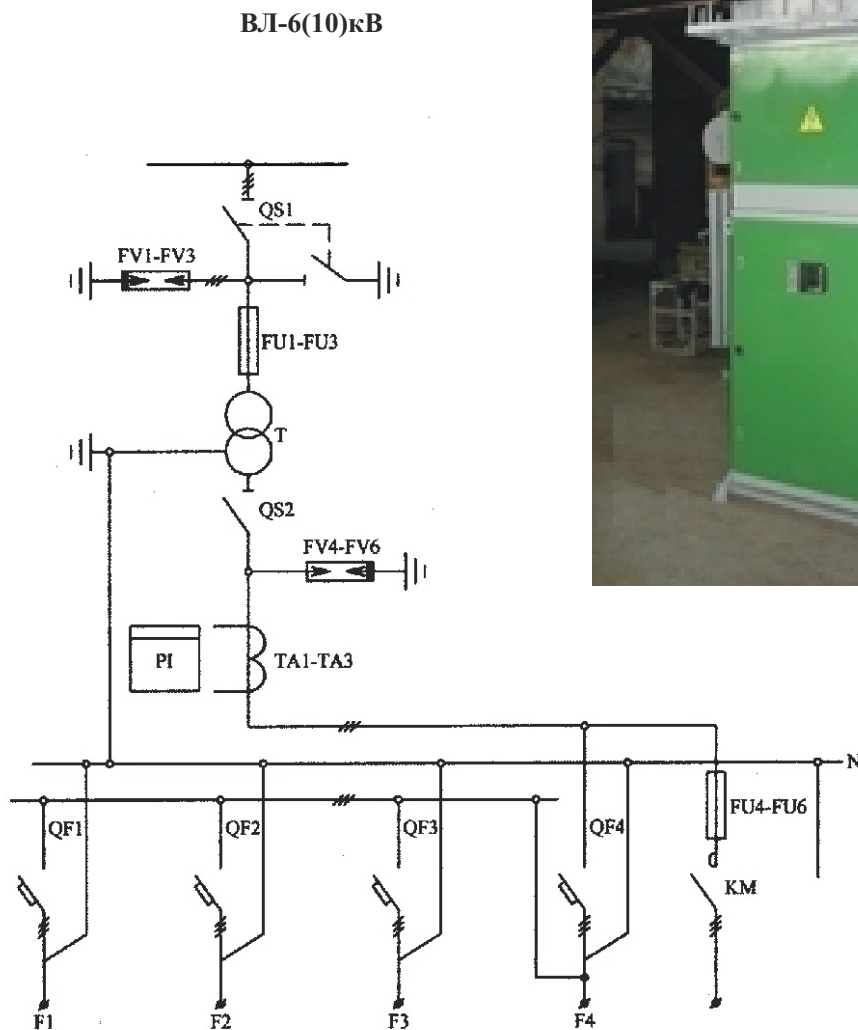 ВЛ-6(10)кВ
QS1
FV1-FV3
FU1-FU3
T
QS2
FV4-FV6
PI
TA1-TA3
N
QF1
QF2
QF3
QF4
FU4-FU6
KM
F1
F2
F3
F4